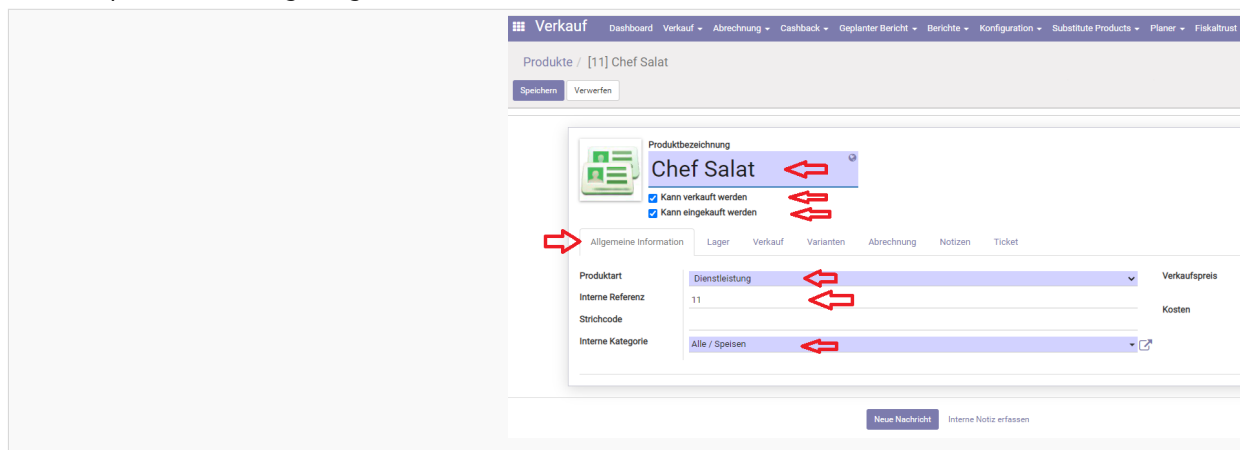 Verkauf Dashboard Verkauf Abrechnung Cashback Geplanter Bericht Berichte Konfiguration Substitute Products Planer Fiskaltrust
Produkte / [11] Chef Salat
Speichern Verwerfen
Produktbezeichnung
Chef Salat
Kann verkauft werden
Kann eingekauft werden
Allgemeine Information Lager Verkauf Varianten Abrechnung Notizen Ticket
Produktart Dienstleistung Verkaufspreis
Interne Referenz 11
Kosten
Strichcode
Interne Kategorie Alle / Speisen
Neue Nachricht Interne Notiz erfassen